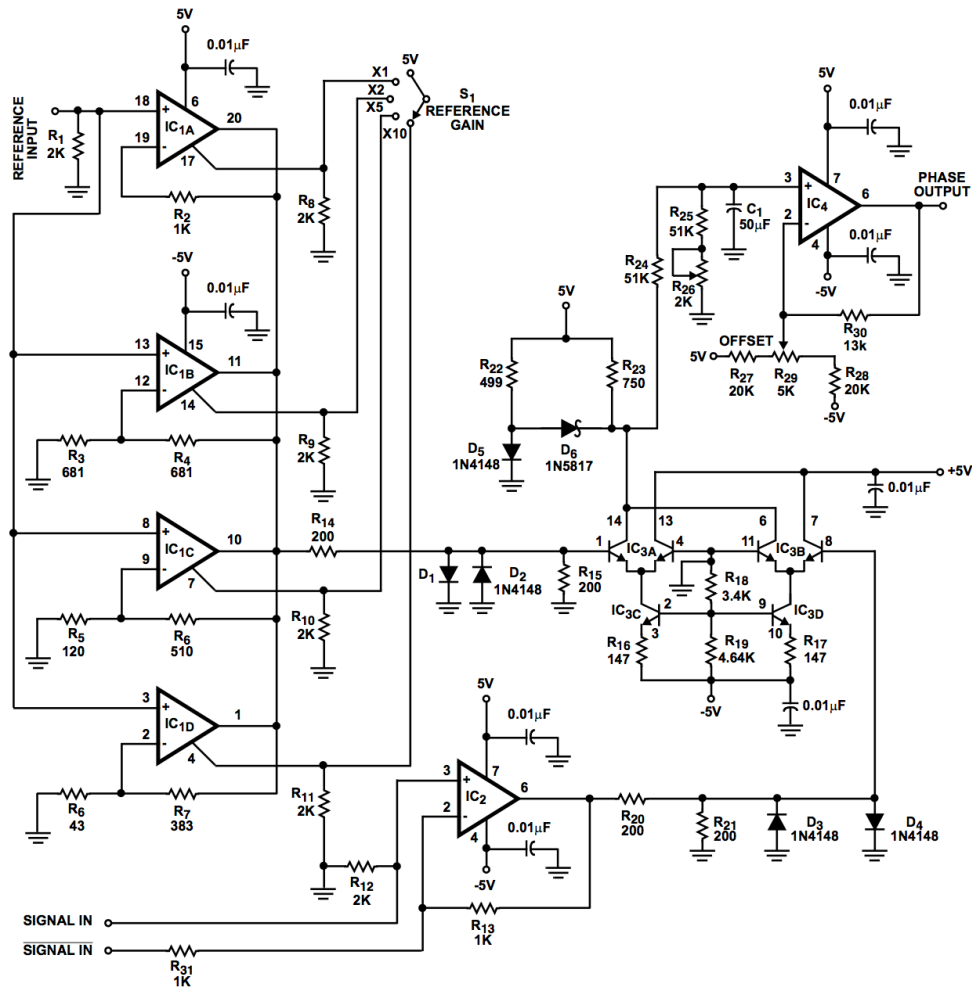 5V
0.01µF
REFERENCE INPUT
R1
2K
18
+
6
20
IC1A
19
-
17
R2
1K
X1
X2
X5
X10
5V
S1
REFERENCE
GAIN
R8
2K
-5V
0.01µF
13
+
15
11
IC1B
12
-
14
R3
681
R4
681
R9
2K
8
+
10
IC1C
9
-
7
R5
120
R6
510
R10
2K
R14
200
3
+
1
IC1D
2
-
4
R6
43
R7
383
R11
2K
R12
2K
SIGNAL IN
SIGNAL IN
R31
1K
5V
0.01µF
3
+
7
6
IC2
2
-
4
0.01µF
-5V
R13
1K
R20
200
R21
200
D3
1N4148
D4
1N4148
D1
D2
1N4148
R15
200
5V
R22
499
R23
750
D5
1N4148
D6
1N5817
R24
51K
R25
51K
R26
2K
C1
50µF
5V
0.01µF
3
+
7
6
IC4
2
-
4
0.01µF
-5V
PHASE
OUTPUT
R30
13k
OFFSET
5V
R27
20K
R29
5K
R28
20K
-5V
+5V
0.01µF
14
13
6
7
1
IC3A
4
11
IC3B
8
R18
3.4K
IC3C
2
3
9
IC3D
10
R16
147
R19
4.64K
R17
147
-5V
0.01µF